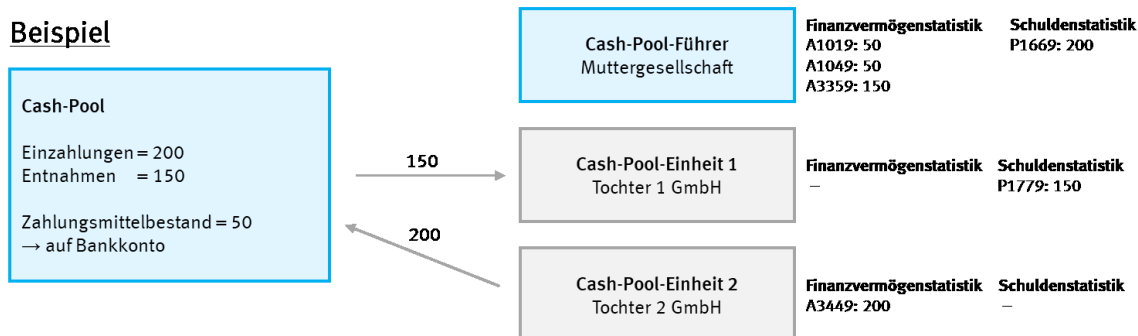 Beispiel
Cash-Pool
Einzahlungen = 200
Entnahmen = 150
Zahlungsmittelbestand = 50
→ auf Bankkonto
150
200
Cash-Pool-Führer
Muttergesellschaft
Finanzvermögenstatistik Schuldenstatistik
A1019: 50 P1669: 200
A1049: 50
A3359: 150
Cash-Pool-Einheit 1
Tochter 1 GmbH
Finanzvermögenstatistik Schuldenstatistik
– P1779: 150
Cash-Pool-Einheit 2
Tochter 2 GmbH
Finanzvermögenstatistik Schuldenstatistik
A3449: 200 –